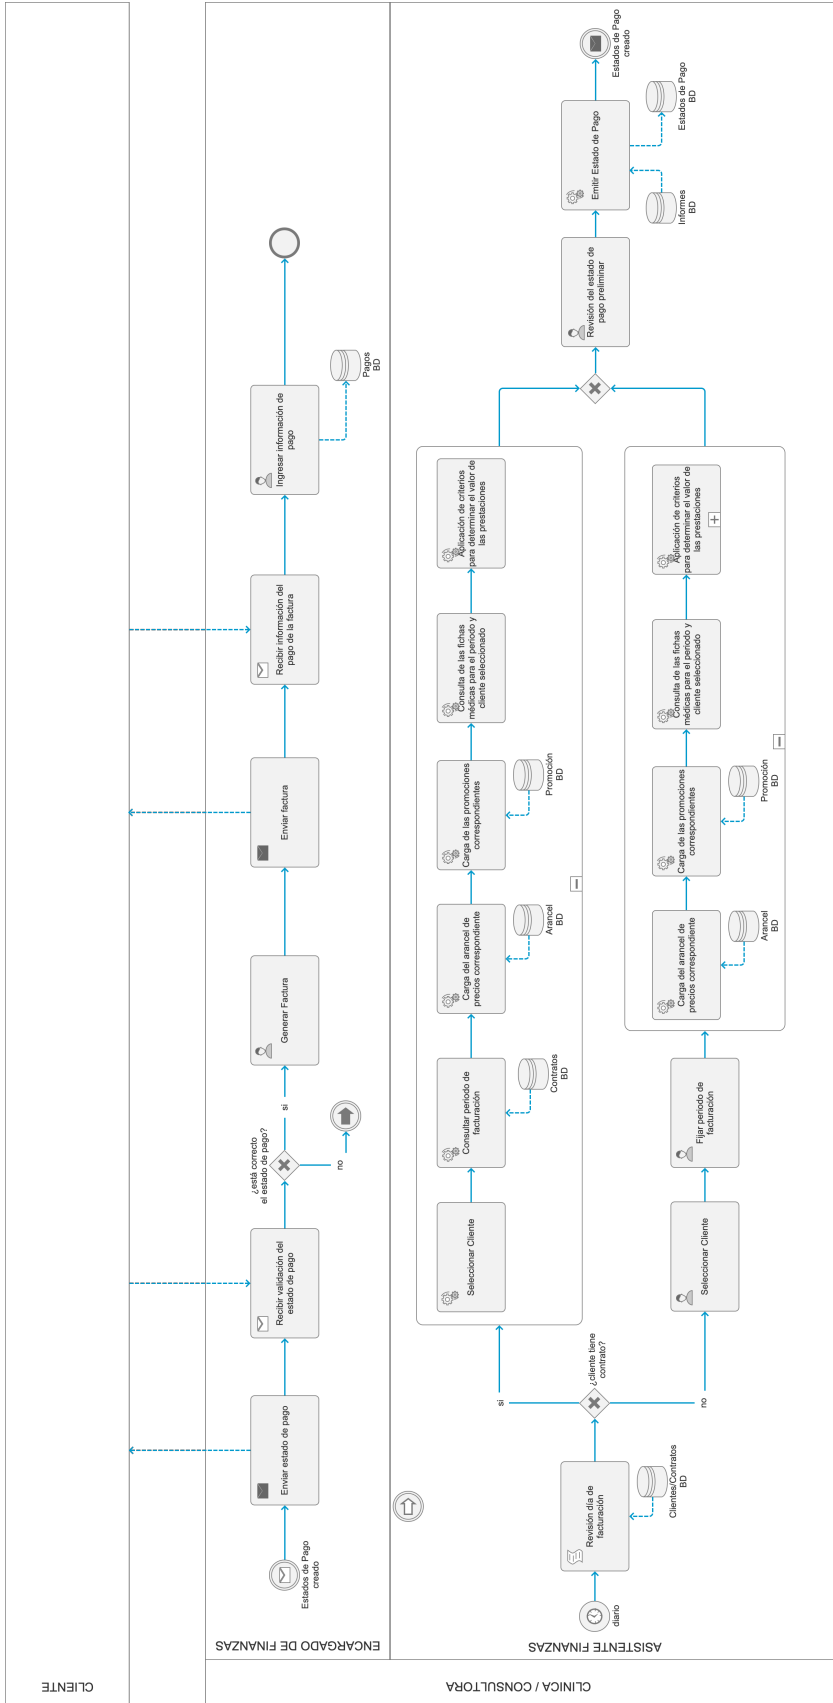 CLIENTE
CLINICA / CONSULTORA
ENCARGADO DE FINANZAS
Estados de Pago
creado
Enviar estado de pago
Recibir validación del
estado de pago
¿está correcto
el estado de pago?
si
no
Generar Factura
Enviar factura
Recibir información del
pago de la factura
Ingresar información de
pago
Pagos
BD
ASISTENTE FINANZAS
diario
Revisión día de
facturación
Clientes/Contratos
BD
¿cliente tiene
contrato?
si
no
Seleccionar Cliente
Consultar periodo de
facturación
Contratos
BD
Carga del arancel de
precios correspondiente
Arancel
BD
Carga de las promociones
correspondientes
Promoción
BD
Consulta de las fichas
médicas para el periodo y
cliente seleccionado
Aplicación de criterios
para determinar el valor de
las prestaciones
Seleccionar Cliente
Fijar periodo de
facturación
Carga del arancel de
precios correspondiente
Arancel
BD
Carga de las promociones
correspondientes
Promoción
BD
Consulta de las fichas
médicas para el periodo y
cliente seleccionado
Aplicación de criterios
para determinar el valor de
las prestaciones
Revisión del estado de
pago preliminar
Emitir Estado de Pago
Informes
BD
Estados de Pago
BD
Estados de Pago
creado